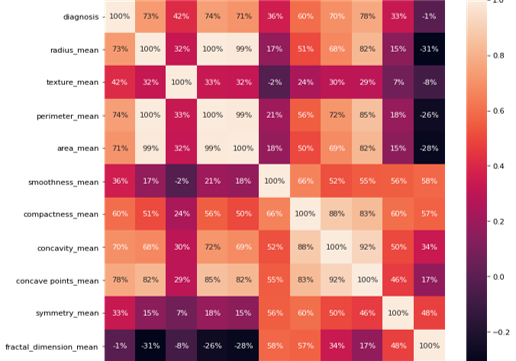 diagnosis 100% 73% 42% 74% 71% 36% 60% 70% 78% 33% -1%
radius_mean 73% 100% 32% 100% 99% 17% 51% 68% 82% 15% -31%
texture_mean 42% 32% 100% 33% 32% -2% 24% 30% 29% 7% -8%
perimeter_mean 74% 100% 33% 100% 99% 21% 56% 72% 85% 18% -26%
area_mean 71% 99% 32% 99% 100% 18% 50% 69% 82% 15% -28%
smoothness_mean 36% 17% -2% 21% 18% 100% 66% 52% 55% 56% 58%
compactness_mean 60% 51% 24% 56% 50% 66% 100% 88% 83% 60% 57%
concavity_mean 70% 68% 30% 72% 69% 52% 88% 100% 92% 50% 34%
concave points_mean 78% 82% 29% 85% 82% 55% 83% 92% 100% 46% 17%
symmetry_mean 33% 15% 7% 18% 15% 56% 60% 50% 46% 100% 48%
fractal_dimension_mean -1% -31% -8% -26% -28% 58% 57% 34% 17% 48% 100%
1.0
0.8
0.6
0.4
0.2
0.0
−0.2